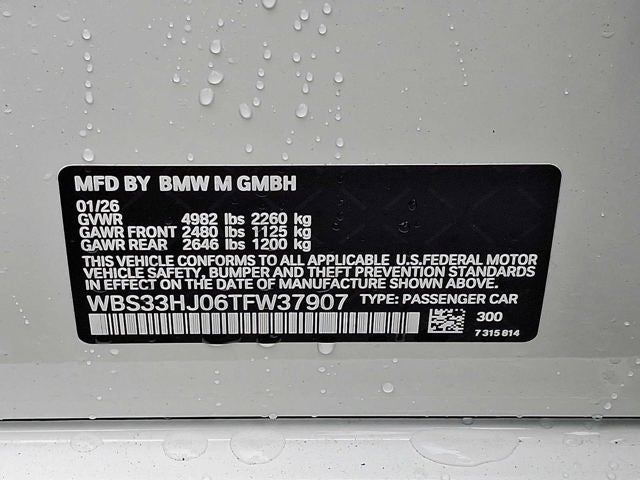 MFD BY BMW M GMBH
01/26
GVWR 4982 lbs 2260 kg
GAWR FRONT 2480 lbs 1125 kg
GAWR REAR 2646 lbs 1200 kg
THIS VEHICLE CONFORMS TO ALL APPLICABLE U.S.FEDERAL MOTOR
VEHICLE SAFETY, BUMPER AND THEFT PREVENTION STANDARDS
IN EFFECT ON THE DATE OF MANUFACTURE SHOWN ABOVE.
WBS33HJ06TFW37907 TYPE: PASSENGER CAR
300
7 315 814